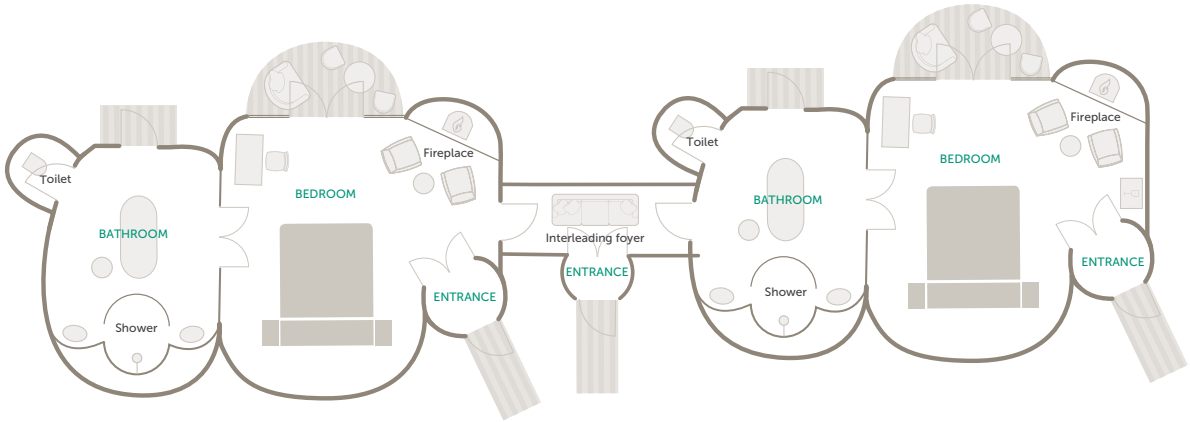 Toilet
BATHROOM
Shower
BEDROOM
Fireplace
ENTRANCE
Interleading foyer
ENTRANCE
Toilet
BATHROOM
Shower
BEDROOM
Fireplace
ENTRANCE